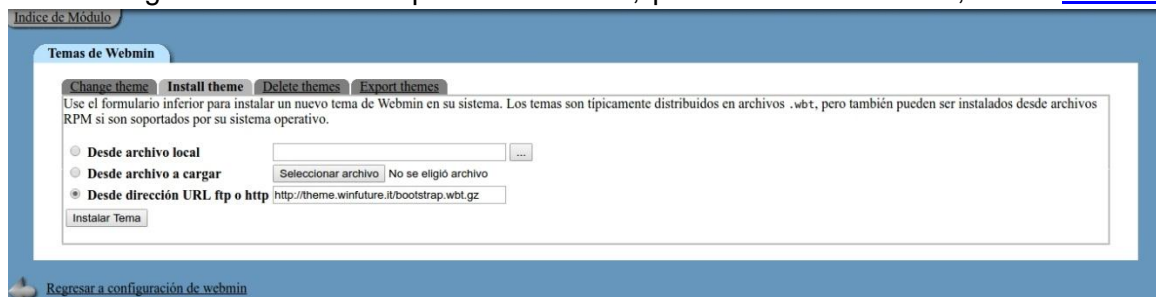 Indice de Módulo
Temas de Webmin
Change theme Install theme Delete themes Export themes
Use el formulario inferior para instalar un nuevo tema de Webmin en su sistema. Los temas son típicamente distribuidos en archivos .wbt, pero también pueden ser instalados desde archivos
RPM si son soportados por su sistema operativo.
Desde archivo local ...
Desde archivo a cargar Seleccionar archivo No se eligió archivo
Desde dirección URL ftp o http http://theme.winfuture.it/bootstrap.wbt.gz
Instalar Tema
Regresar a configuración de webmin